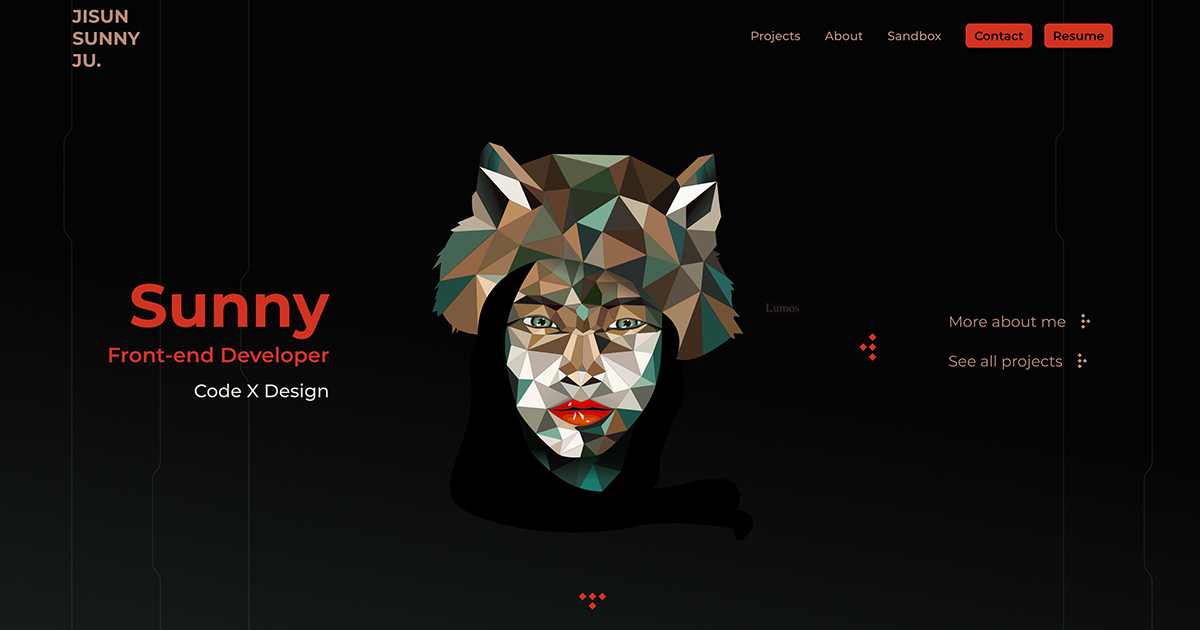 JISUN
SUNNY
JU.
Projects
About
Sandbox
Contact
Resume
Sunny
Front-end Developer
Code X Design
Lumos
More about me
See all projects